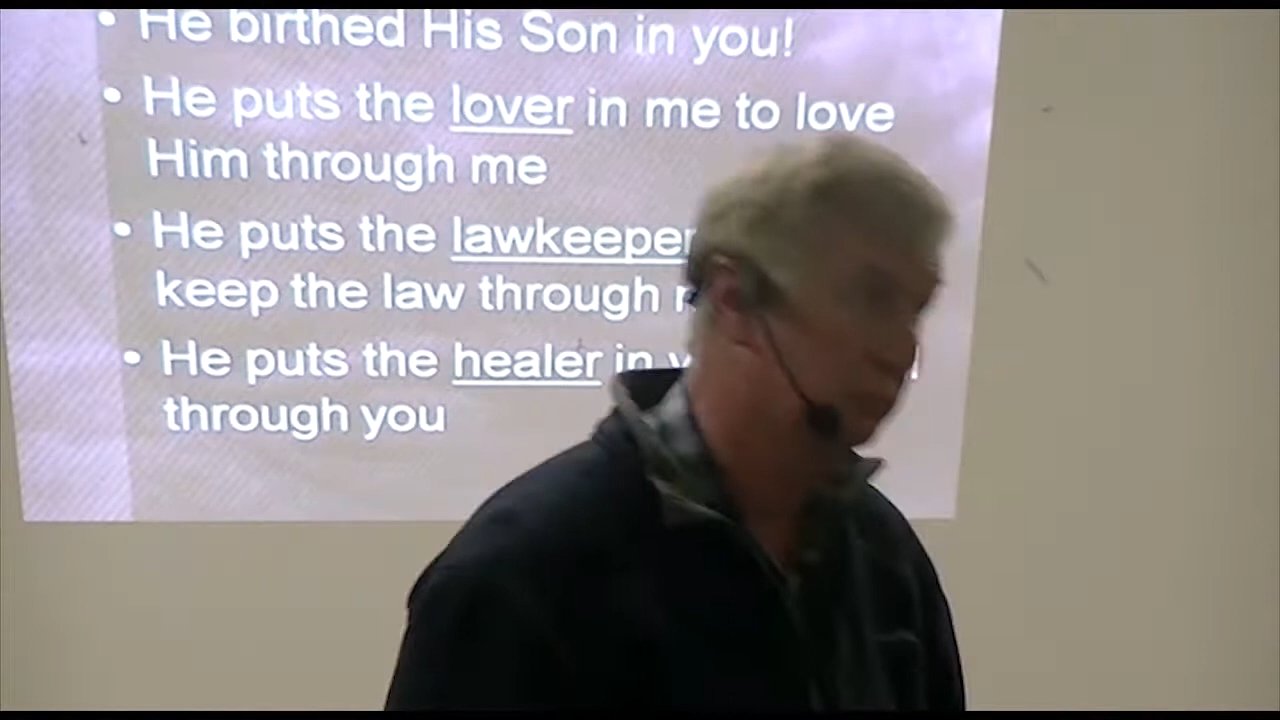 • He birthed His Son in you!
• He puts the lover in me to love
Him through me
• He puts the lawkeeper
keep the law through
• He puts the healer in
through you